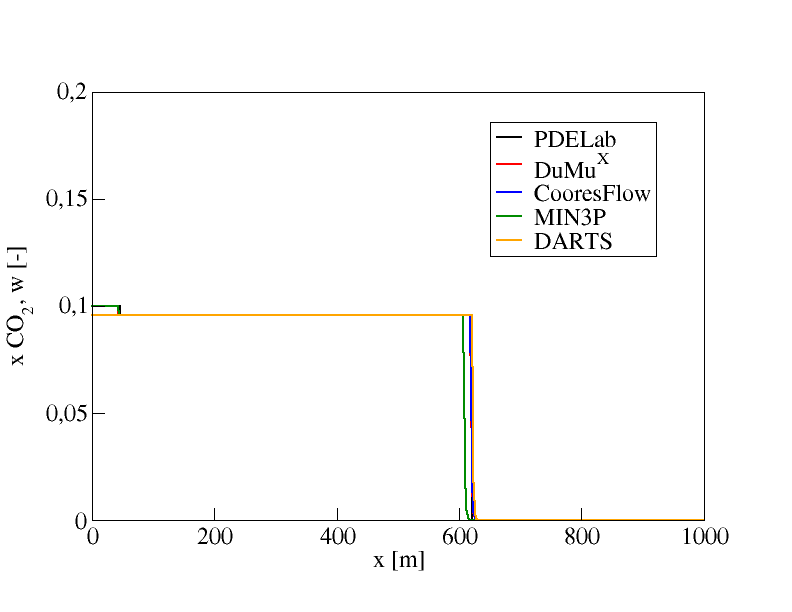 0,2
0,15
0,1
0,05
0
x CO2, w [-]
PDELab
DuMuX
CooresFlow
MIN3P
DARTS
0 200 400 600 800 1000
x [m]